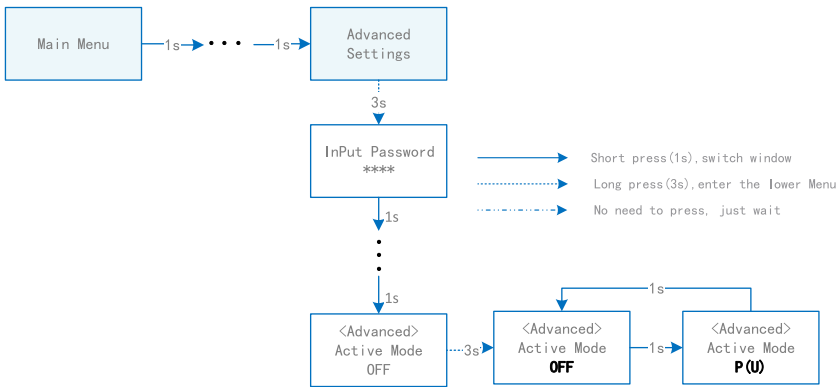 Main Menu
1s
• • •
1s
Advanced
Settings
3s
InPut Password
****
Short press(1s), switch window
Long press(3s), enter the lower Menu
No need to press, just wait
1s
•
•
•
1s
1s
<Advanced>
Active Mode
OFF
3s
<Advanced>
Active Mode
OFF
1s
<Advanced>
Active Mode
P(U)